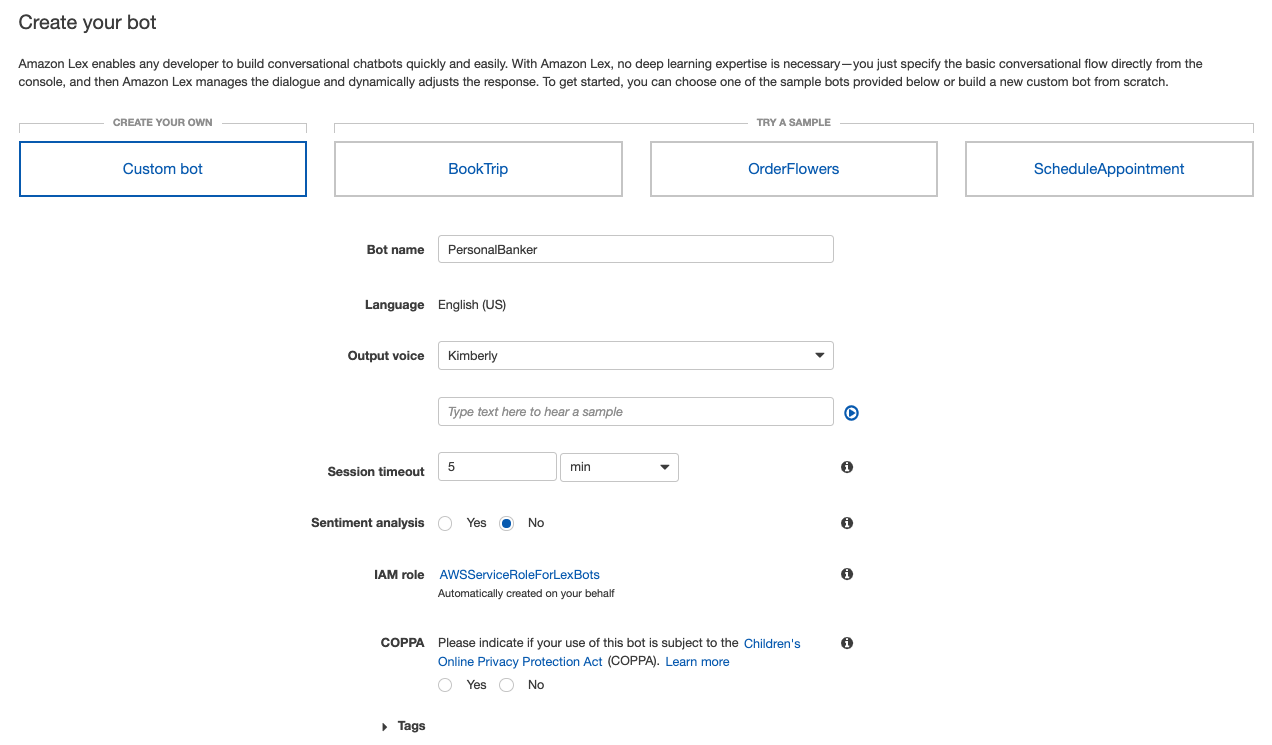 Create your bot
Amazon Lex enables any developer to build conversational chatbots quickly and easily. With Amazon Lex, no deep learning expertise is necessary—you just specify the basic conversational flow directly from the
console, and then Amazon Lex manages the dialogue and dynamically adjusts the response. To get started, you can choose one of the sample bots provided below or build a new custom bot from scratch.
CREATE YOUR OWN
TRY A SAMPLE
Custom bot
BookTrip
OrderFlowers
ScheduleAppointment
Bot name
PersonalBanker
Language
English (US)
Output voice
Kimberly
Type text here to hear a sample
Session timeout
5
min
Sentiment analysis
Yes
No
IAM role
AWSServiceRoleForLexBots
Automatically created on your behalf
COPPA
Please indicate if your use of this bot is subject to the Children's
Online Privacy Protection Act (COPPA). Learn more
Yes
No
Tags